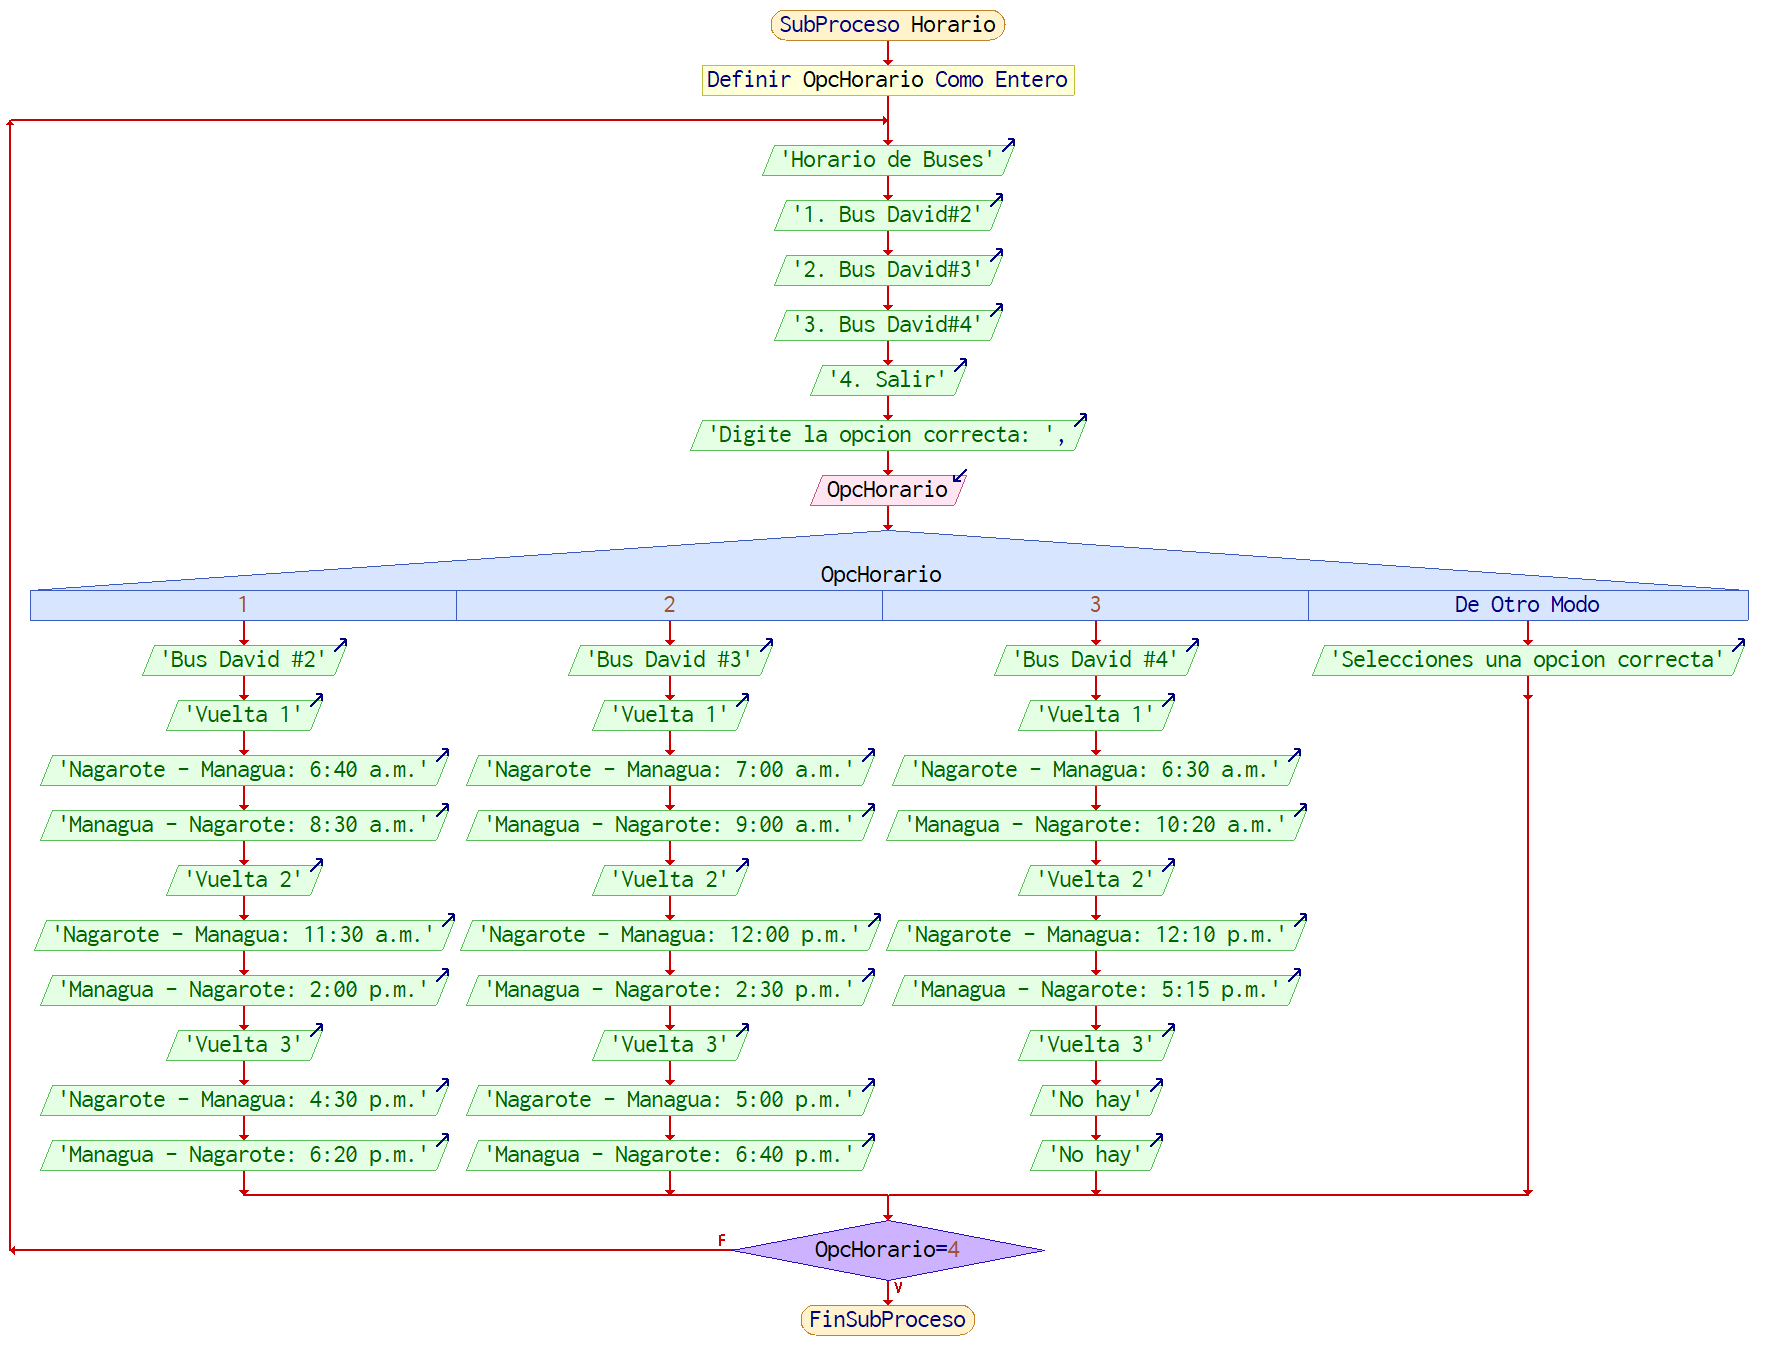 SubProceso Horario
Definir OpcHorario Como Entero
'Horario de Buses'
'1. Bus David#2'
'2. Bus David#3'
'3. Bus David#4'
'4. Salir'
'Digite la opcion correcta: ',
OpcHorario
OpcHorario
1
2
3
De Otro Modo
'Bus David #2'
'Vuelta 1'
'Nagarote - Managua: 6:40 a.m.'
'Managua - Nagarote: 8:30 a.m.'
'Vuelta 2'
'Nagarote - Managua: 11:30 a.m.'
'Managua - Nagarote: 2:00 p.m.'
'Vuelta 3'
'Nagarote - Managua: 4:30 p.m.'
'Managua - Nagarote: 6:20 p.m.'
'Bus David #3'
'Vuelta 1'
'Nagarote - Managua: 7:00 a.m.'
'Managua - Nagarote: 9:00 a.m.'
'Vuelta 2'
'Nagarote - Managua: 12:00 p.m.'
'Managua - Nagarote: 2:30 p.m.'
'Vuelta 3'
'Nagarote - Managua: 5:00 p.m.'
'Managua - Nagarote: 6:40 p.m.'
'Bus David #4'
'Vuelta 1'
'Nagarote - Managua: 6:30 a.m.'
'Managua - Nagarote: 10:20 a.m.'
'Vuelta 2'
'Nagarote - Managua: 12:10 p.m.'
'Managua - Nagarote: 5:15 p.m.'
'Vuelta 3'
'No hay'
'No hay'
'Selecciones una opcion correcta'
F
OpcHorario=4
V
FinSubProceso